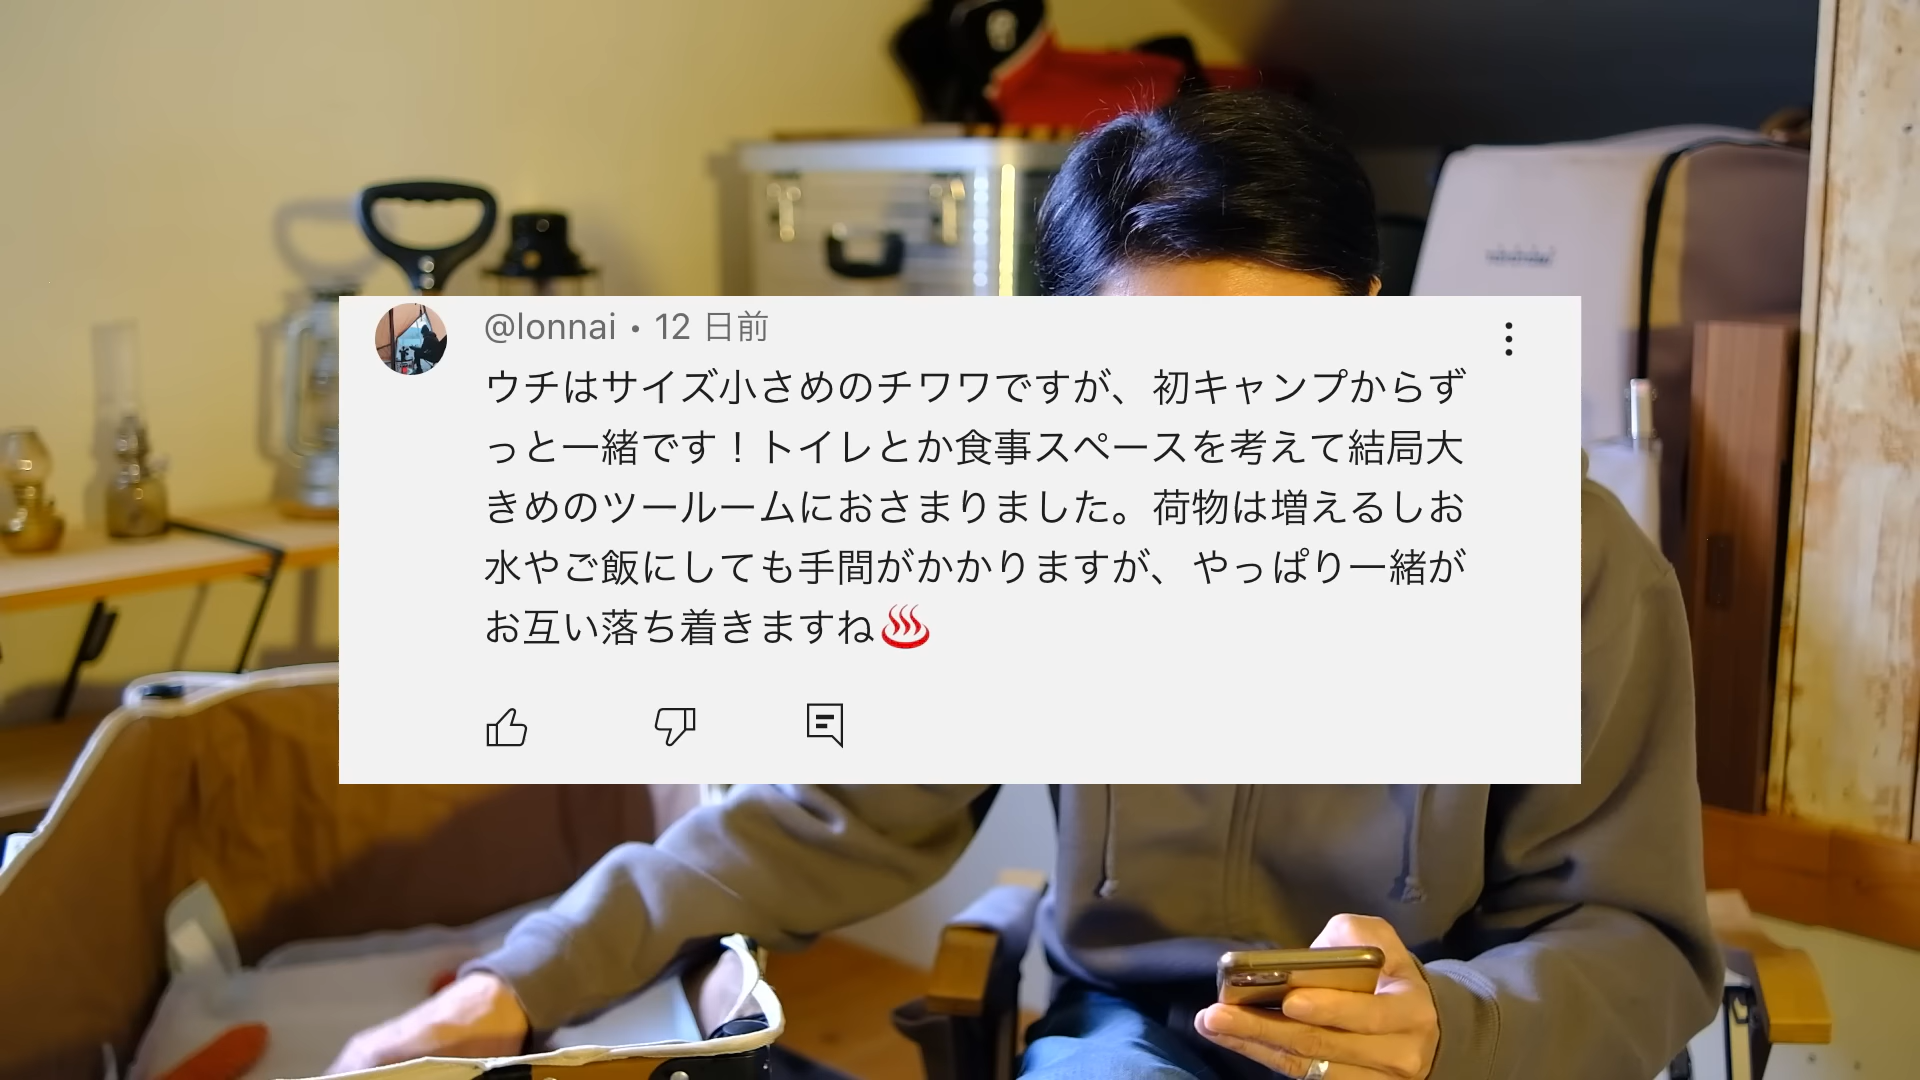 @lonnai • 12 日前
ウチはサイズ小さめのチワワですが、初キャンプからず
っと一緒です！トイレとか食事スペースを考えて結局大
きめのツールームにおさまりました。荷物は増えるしお
水やご飯にしても手間がかかりますが、やっぱり一緒が
お互い落ち着きますね♨️